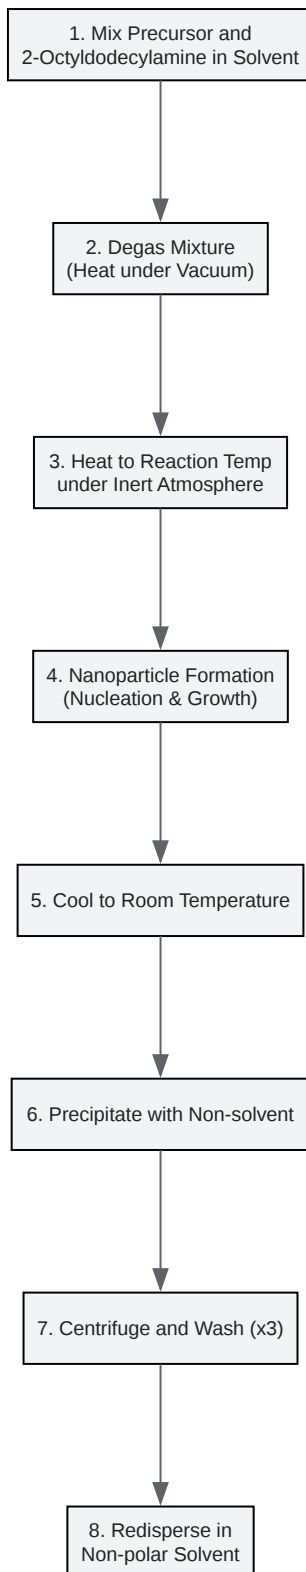 1. Mix Precursor and
2-Octyldodecylamine in Solvent
2. Degas Mixture
(Heat under Vacuum)
3. Heat to Reaction Temp
under Inert Atmosphere
4. Nanoparticle Formation
(Nucleation & Growth)
5. Cool to Room Temperature
6. Precipitate with Non-solvent
7. Centrifuge and Wash (x3)
8. Redisperse in
Non-polar Solvent